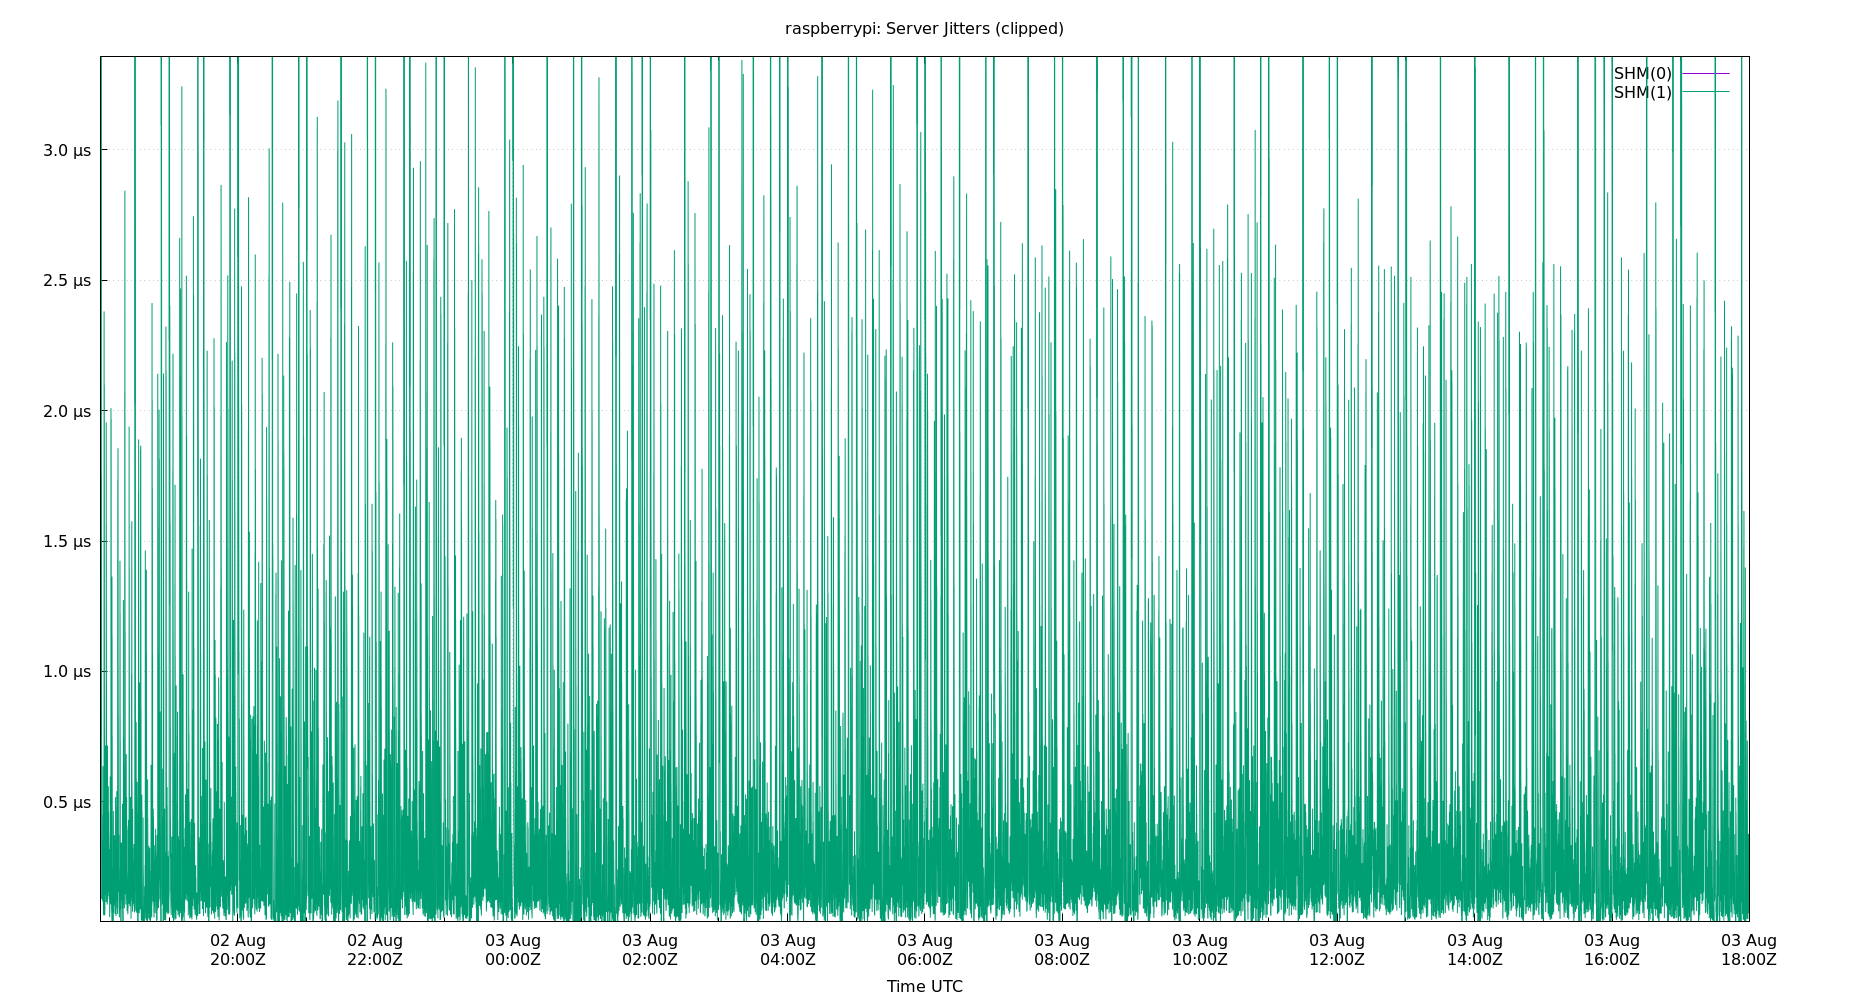 raspberrypi: Server Jitters (clipped)
SHM(0)
SHM(1)
3.0 µs
2.5 µs
2.0 µs
1.5 µs
1.0 µs
0.5 µs
02 Aug 02 Aug 03 Aug 03 Aug 03 Aug 03 Aug 03 Aug 03 Aug 03 Aug 03 Aug 03 Aug 03 Aug
20:00Z 22:00Z 00:00Z 02:00Z 04:00Z 06:00Z 08:00Z 10:00Z 12:00Z 14:00Z 16:00Z 18:00Z
Time UTC